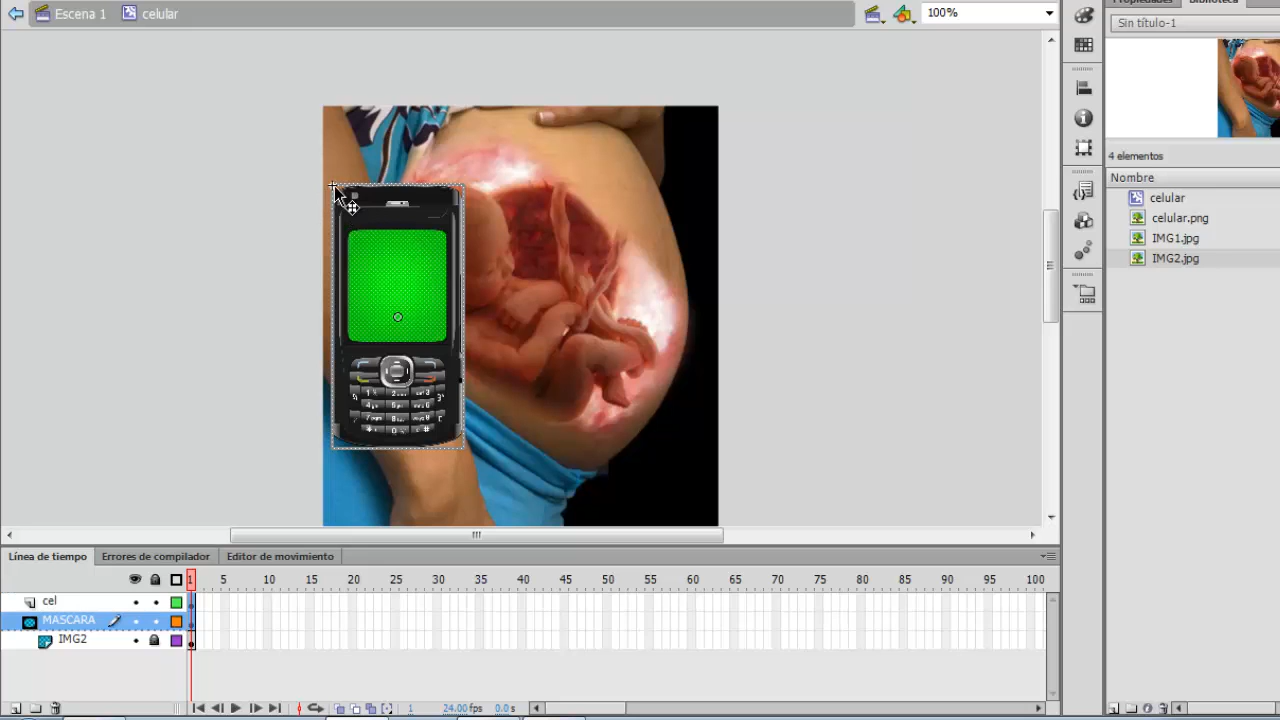 Escena 1 celular 100%
Propiedades Biblioteca
Sin título-1
4 elementos
Nombre
celular
celular.png
IMG1.jpg
IMG2.jpg
Línea de tiempo Errores de compilador Editor de movimiento
1 5 10 15 20 25 30 35 40 45 50 55 60 65 70 75 80 85 90 95 100
cel
MASCARA
IMG2
1 24.00 fps 0.0 s